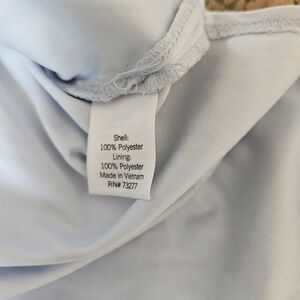 Shell:
100% Polyester
Lining:
100% Polyester
Made in Vietnam
RN# 73277